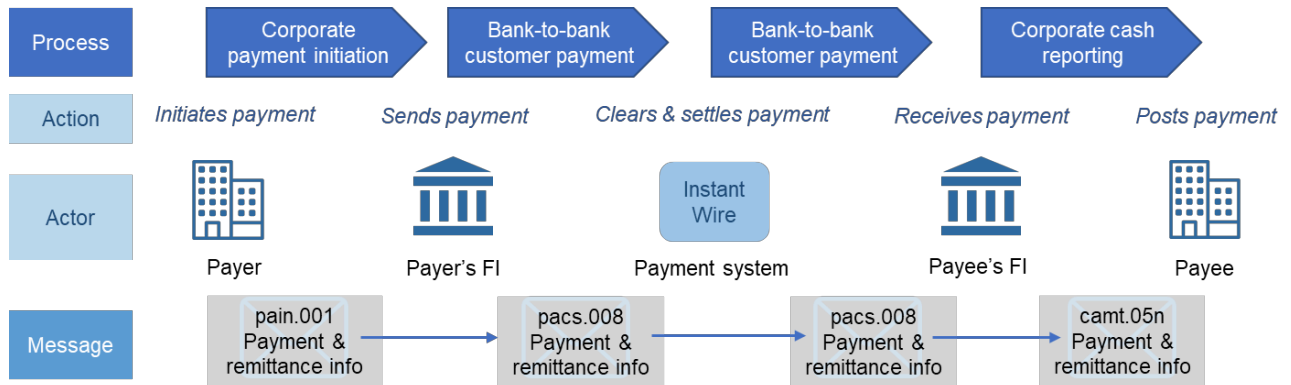 Process
Corporate
payment initiation
Bank-to-bank
customer payment
Bank-to-bank
customer payment
Corporate cash
reporting
Action
Initiates payment
Sends payment
Clears & settles payment
Receives payment
Posts payment
Actor
Instant
Wire
Payer
Payer's FI
Payment system
Payee's FI
Payee
Message
pain.001
Payment &
remittance info
pacs.008
Payment &
remittance info
pacs.008
Payment &
remittance info
camt.05n
Payment &
remittance info